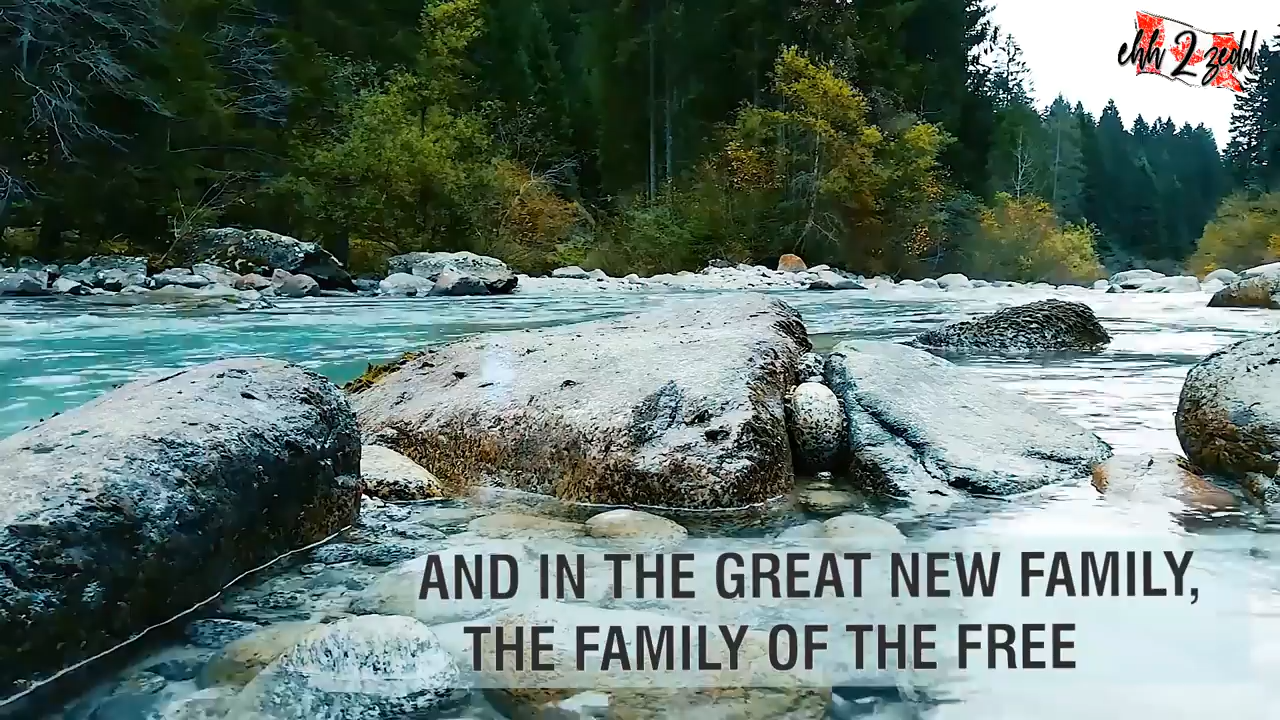 ehh 2 zedd
AND IN THE GREAT NEW FAMILY,
THE FAMILY OF THE FREE